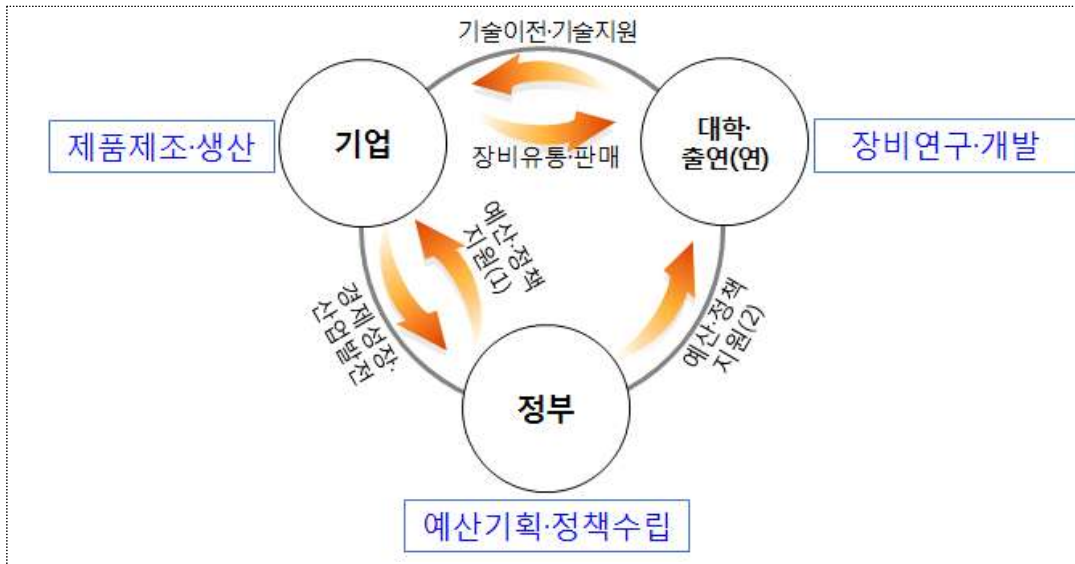 기술이전·기술지원
기업
대학·
출연(연)
제품제조·생산
장비연구·개발
장비유통·판매
예산·정책
지원(1)
경제성장·
산업발전
예산·정책
지원(2)
정부
예산기획·정책수립